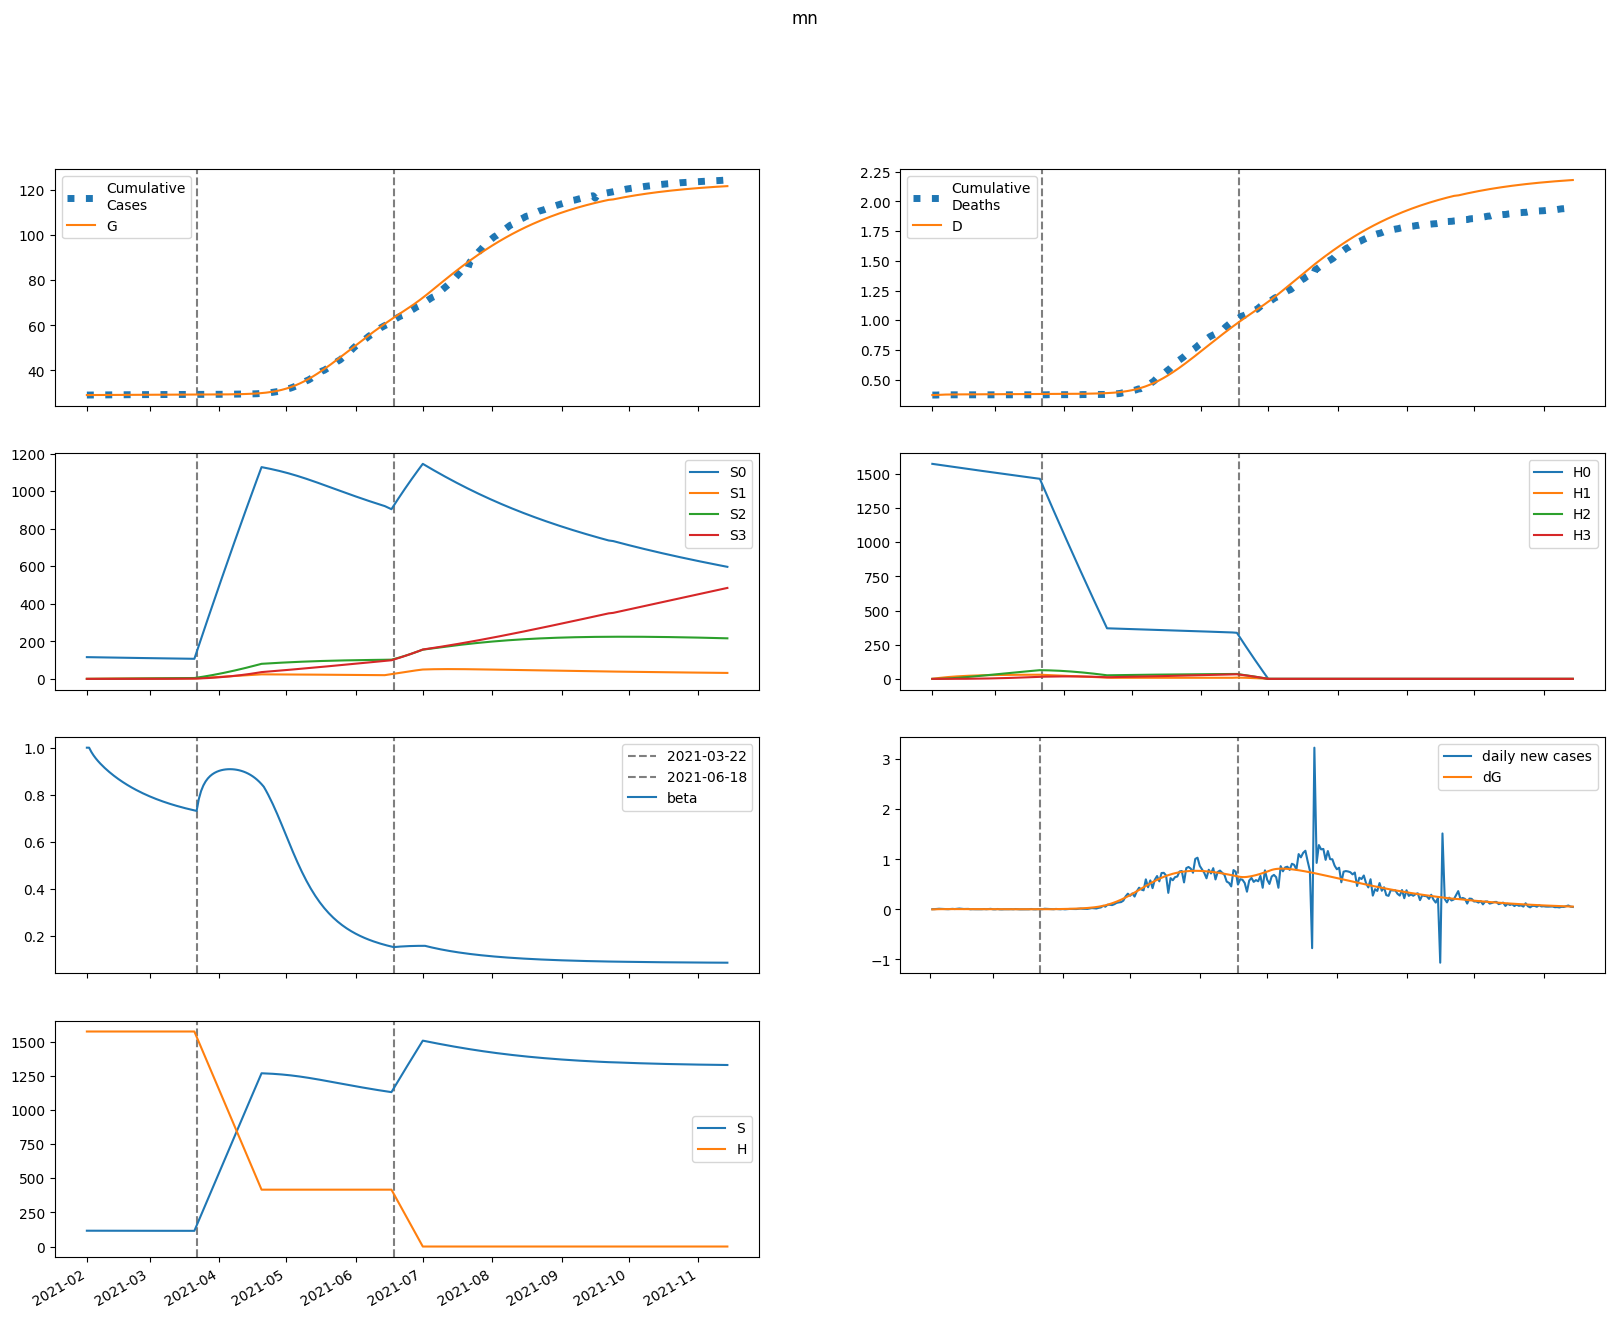 mn
Cumulative
Cases
G
120
100
80
60
40
Cumulative
Deaths
D
2.25
2.00
1.75
1.50
1.25
1.00
0.75
0.50
S0
S1
S2
S3
1200
1000
800
600
400
200
0
H0
H1
H2
H3
1500
1250
1000
750
500
250
0
2021-03-22
2021-06-18
beta
1.0
0.8
0.6
0.4
0.2
daily new cases
dG
3
2
1
0
−1
S
H
1500
1250
1000
750
500
250
0
2021-02
2021-03
2021-04
2021-05
2021-06
2021-07
2021-08
2021-09
2021-10
2021-11